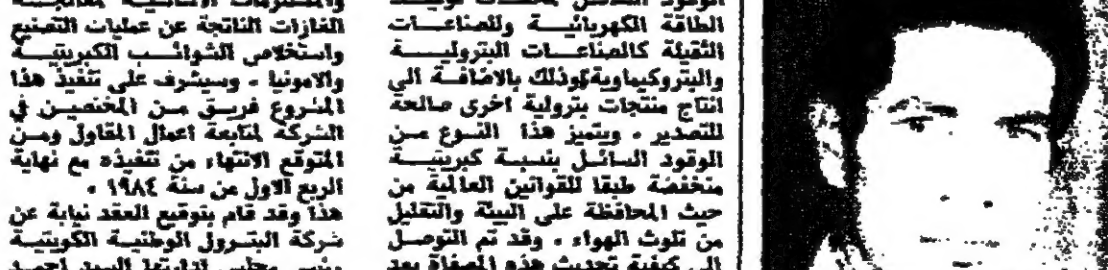 الطاقة الكهربائية وللصناعات
الثقيلة كالصناعات البترولية
والبتروكيماوية وذلك بالاضافة الى
انتاج منتجات بترولية اخرى صالحة
للتصدير . ويتميز هذا النوع من
الوقود السائل بنسبة كبريتية
منخفضة طبقا للقوانين العالمية من
حيث المحافظة على البيئة والتقليل
من تلوث الهواء . وقد تم التوصل
الى كيفية تحديث هذه المصفاة بعد
الغازات الناتجة عن عمليات التصنيع
واستخلاص الشوائب الكبريتية
والامونيا . وسيشرف على تنفيذ هذا
المشروع فريق من المختصين في
الشركة لمتابعة اعمال المقاول ومن
المتوقع الانتهاء من تنفيذه مع نهاية
الربع الاول من سنة ١٩٨٤ .
هذا وقد قام بتوقيع العقد نيابة عن
شركة البترول الوطنية الكويتية